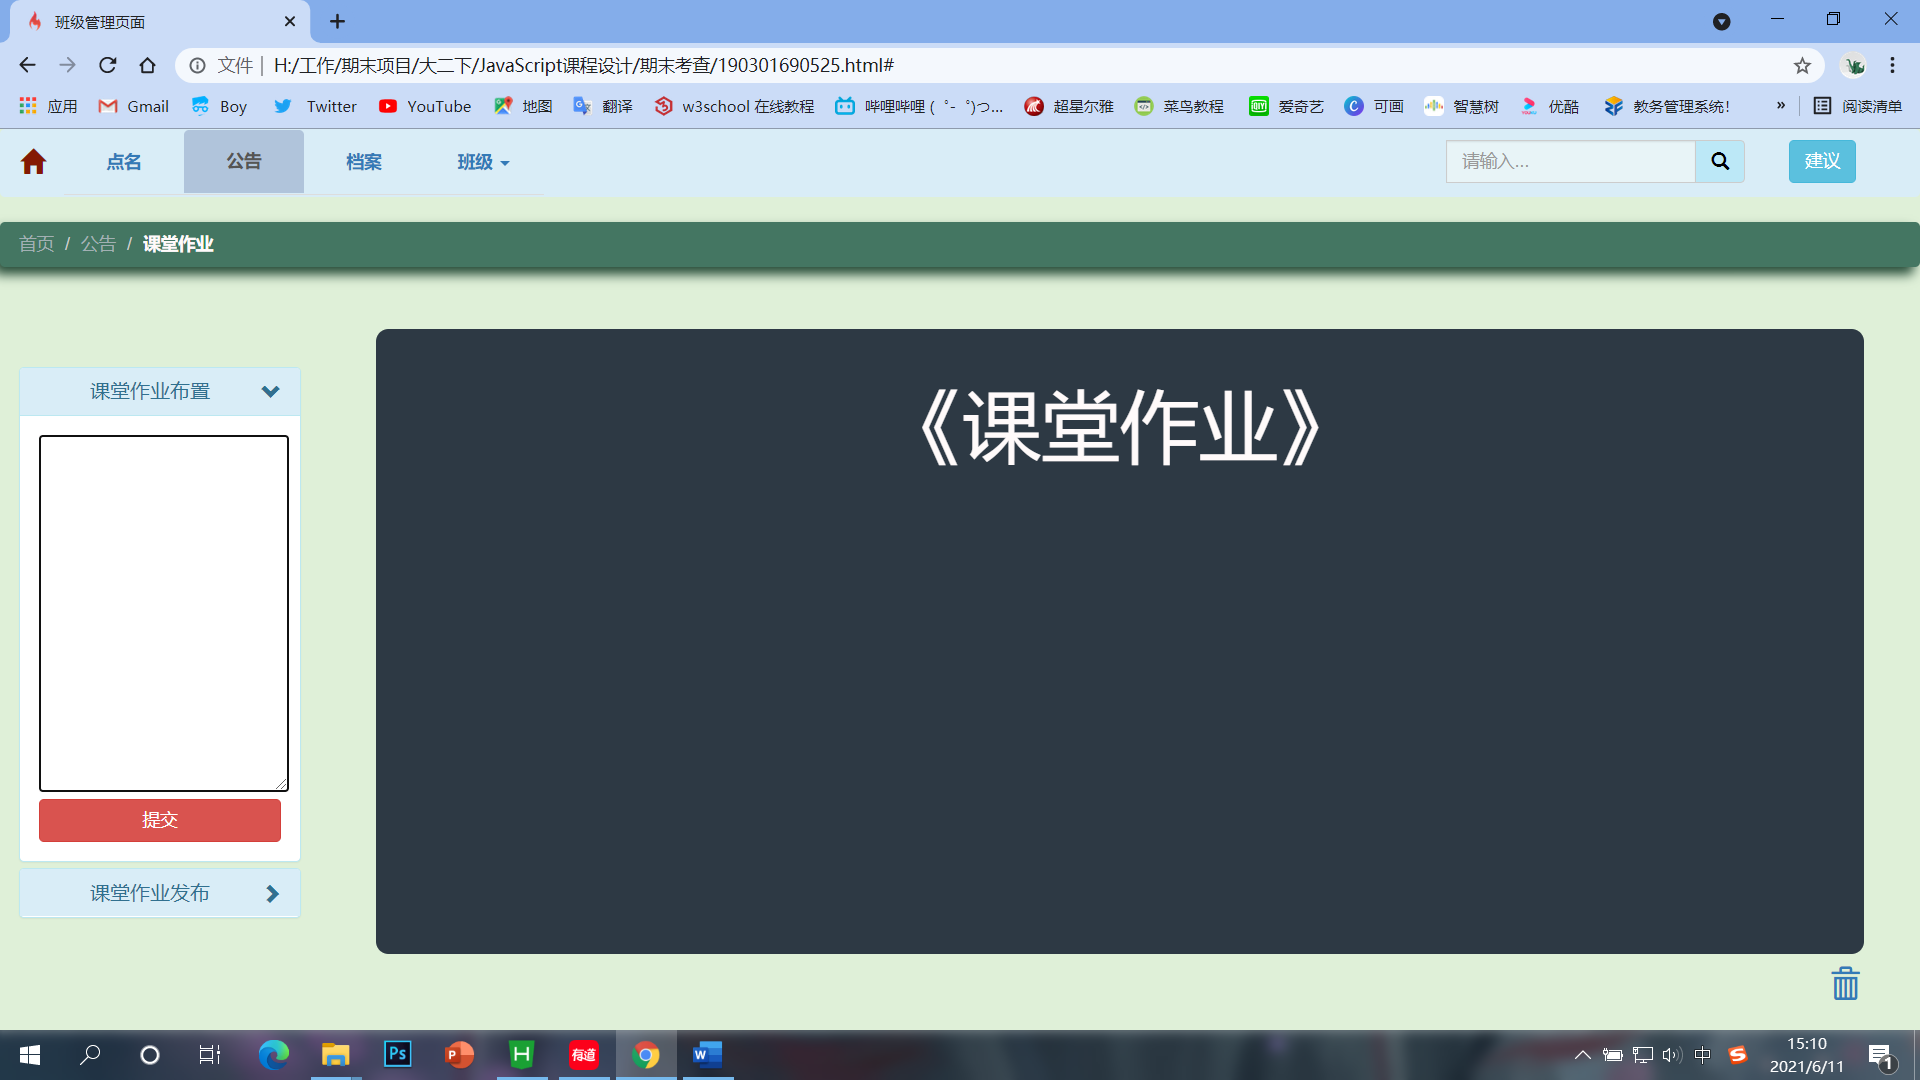 班级管理页面
文件 H:/工作/期末项目/大二下/JavaScript课程设计/期末考查/190301690525.html#
应用 Gmail Boy Twitter YouTube 地图 翻译 w3school 在线教程 哔哩哔哩 ( ゜- ゜)つ... 超星尔雅 菜鸟教程 爱奇艺 可画 智慧树 优酷 教务管理系统! » 阅读清单
点名 公告 档案 班级 请输入... 建议
首页 / 公告 / 课堂作业
课堂作业布置
提交
课堂作业发布
《课堂作业》
中 15:10
2021/6/11
1